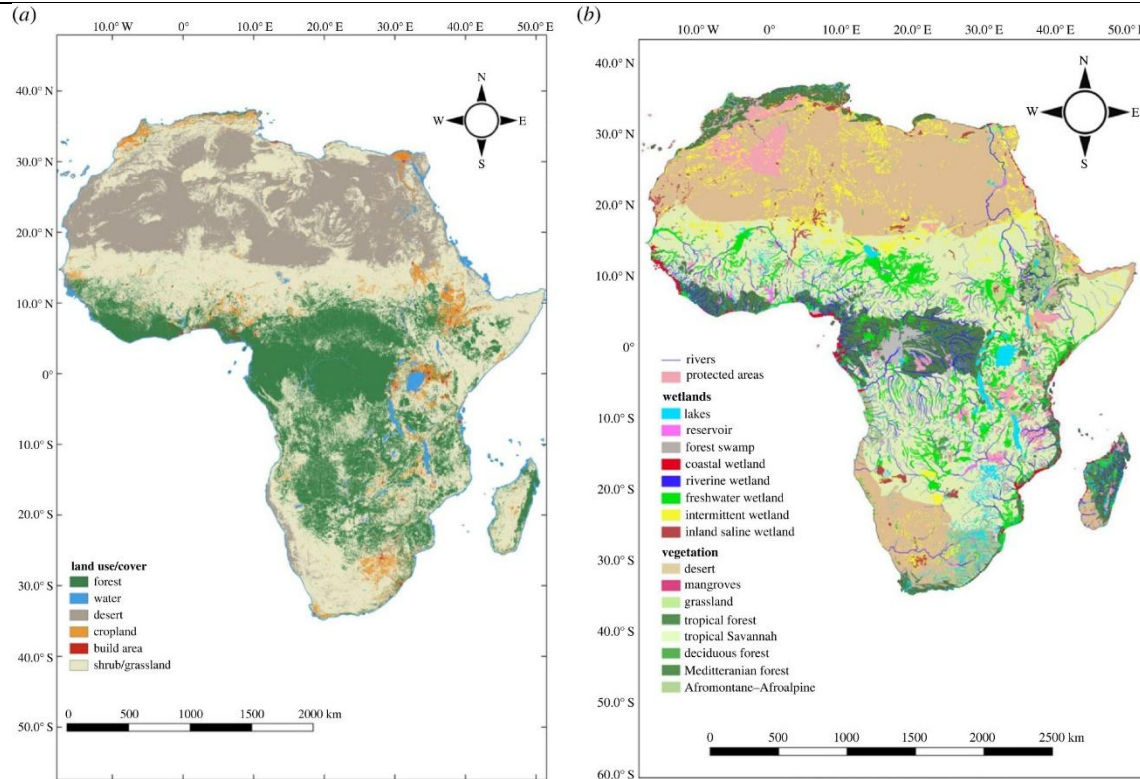 (a)
10.0° W 0° 10.0° E 20.0° E 30.0° E 40.0° E 50.0° E
40.0° N
30.0° N
20.0° N
10.0° N
0°
10.0° S
20.0° S
30.0° S
40.0° S
50.0° S
N
W E
S
land use/cover
forest
water
desert
cropland
build area
shrub/grassland
0 500 1000 1500 2000 km
(b)
10.0° W 0° 10.0° E 20.0° E 30.0° E 40.0° E 50.0° E
40.0° N
30.0° N
20.0° N
10.0° N
0°
10.0° S
20.0° S
30.0° S
40.0° S
50.0° S
60.0° S
N
W E
S
rivers
protected areas
wetlands
lakes
reservoir
forest swamp
coastal wetland
riverine wetland
freshwater wetland
intermittent wetland
inland saline wetland
vegetation
desert
mangroves
grassland
tropical forest
tropical Savannah
deciduous forest
Meditteranian forest
Afromontane–Afroalpine
0 500 1000 1500 2000 2500 km